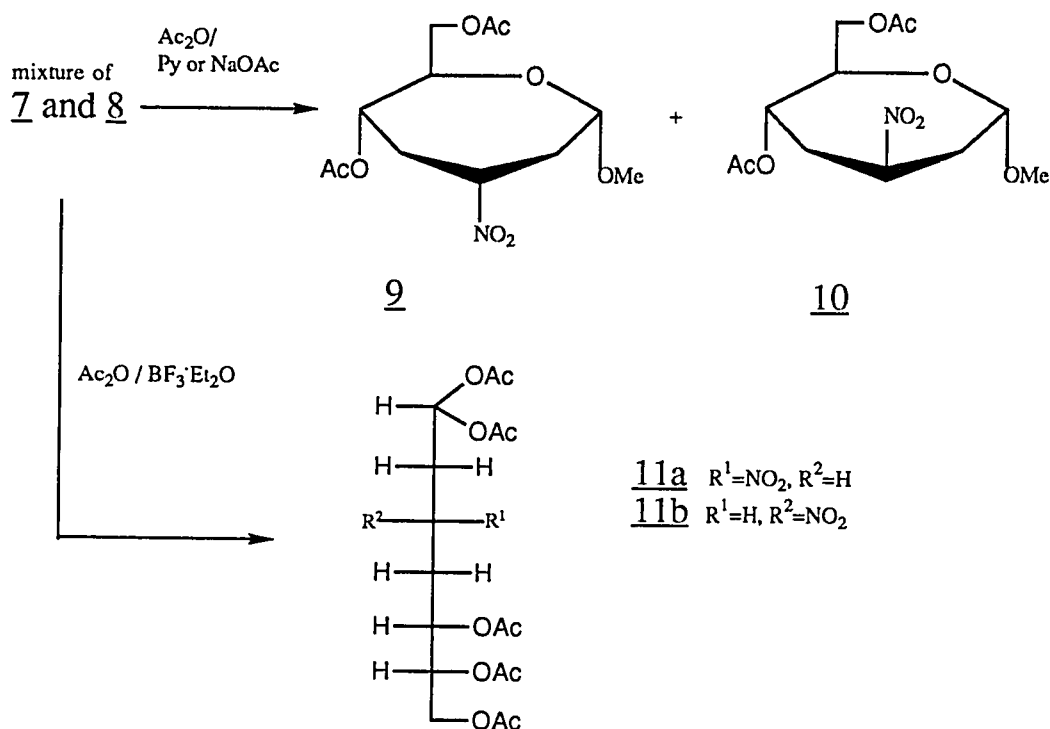 mixture of
7 and 8
Ac₂O/
Py or NaOAc
OAc
O
AcO
OMe
NO₂
9
+
OAc
O
NO₂
AcO
OMe
10
Ac₂O / BF₃·Et₂O
H OAc
OAc
H H
R² R¹
H H
H OAc
H OAc
OAc
11a R¹=NO₂, R²=H
11b R¹=H, R²=NO₂